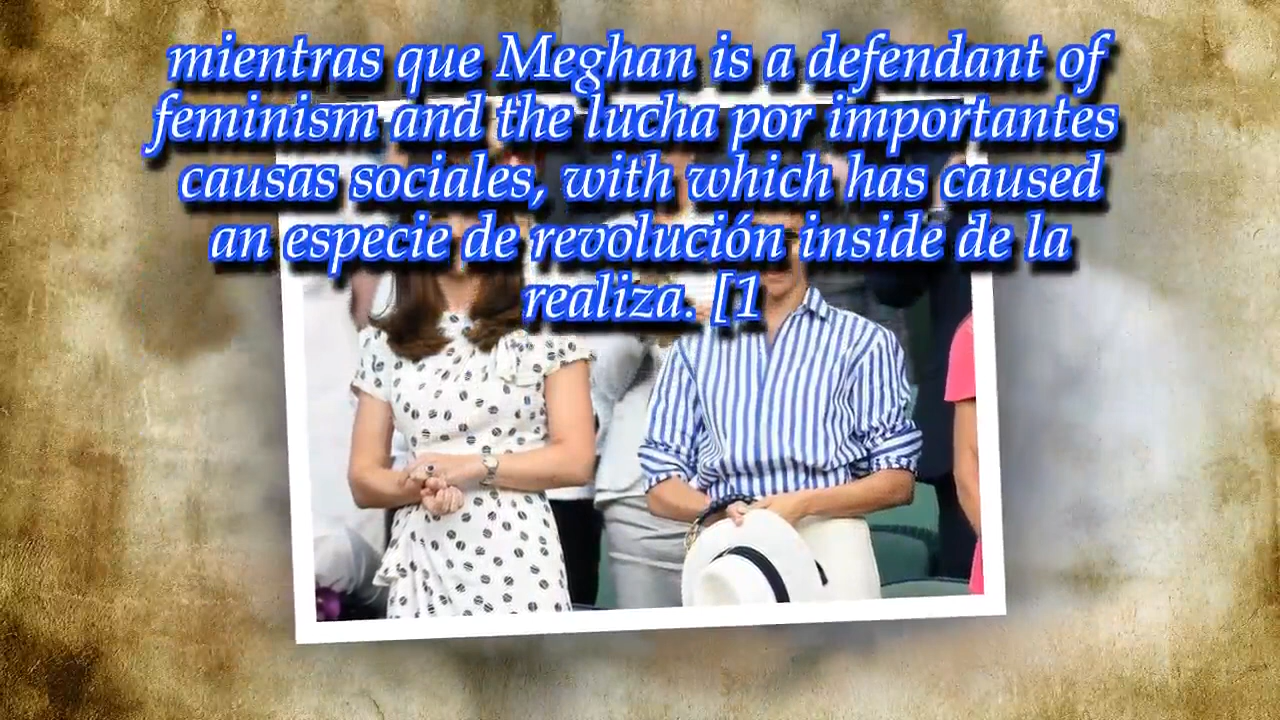 mientras que Meghan is a defendant of
feminism and the lucha por importantes
causas sociales, with which has caused
an especie de revolución inside de la
realiza. [1